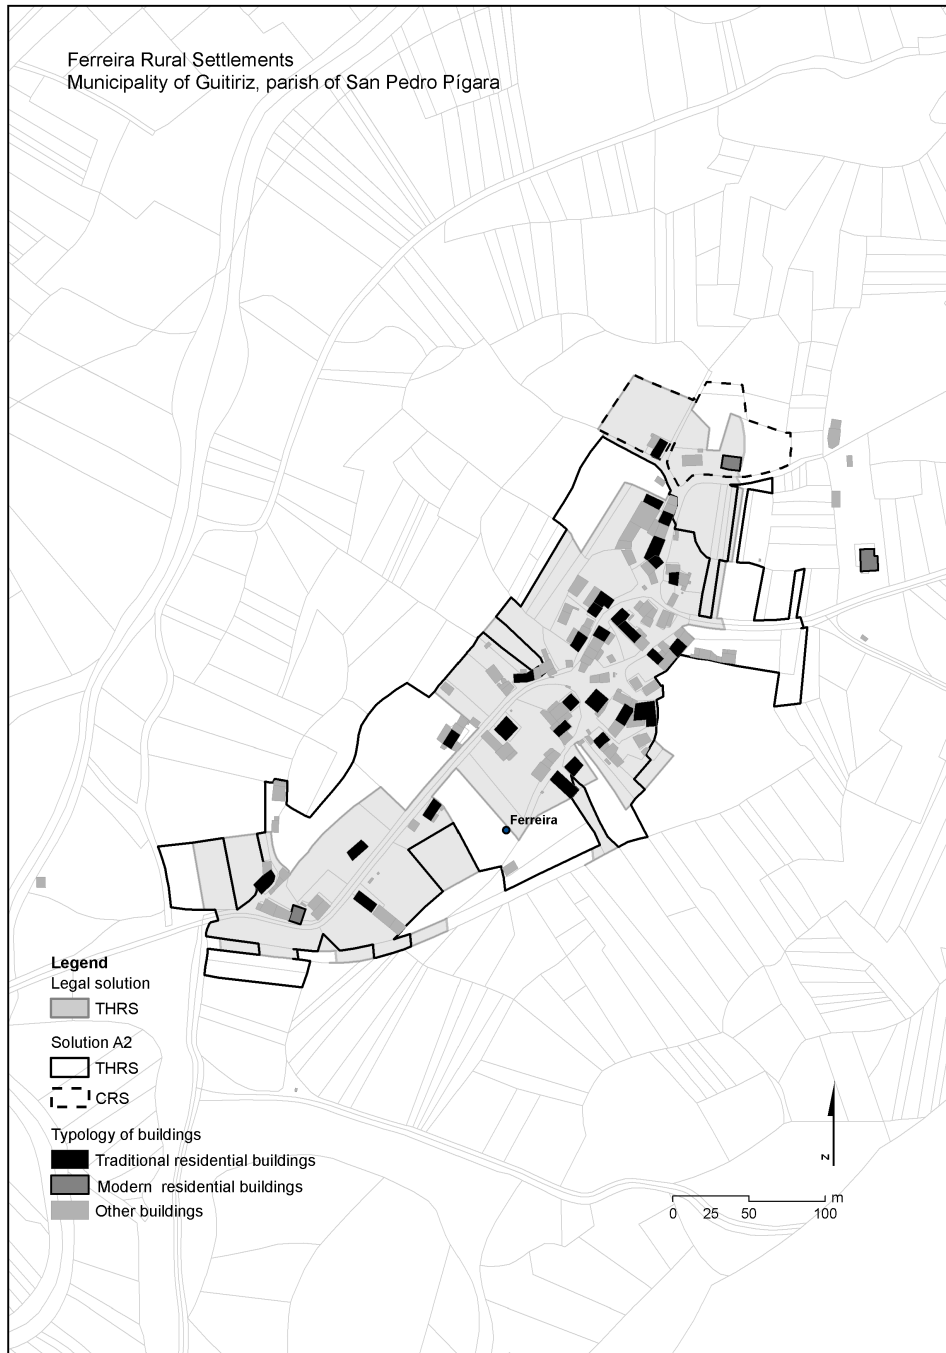 Ferreira Rural Settlements
Municipality of Guitiriz, parish of San Pedro Pígara
Ferreira
Legend
Legal solution
THRS
Solution A2
THRS
CRS
Typology of buildings
Traditional residential buildings
Modern residential buildings
Other buildings
z
m
0 25 50 100